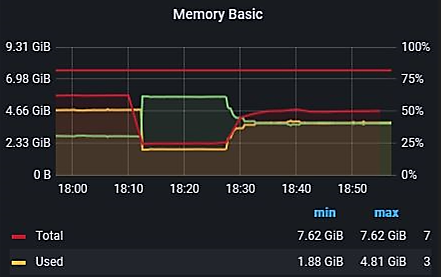 Memory Basic
9.31 GiB 100%
6.98 GiB 75%
4.66 GiB 50%
2.33 GiB 25%
0 B 0%
18:00 18:10 18:20 18:30 18:40 18:50
min max
Total 7.62 GiB 7.62 GiB 7
Used 1.88 GiB 4.81 GiB 3